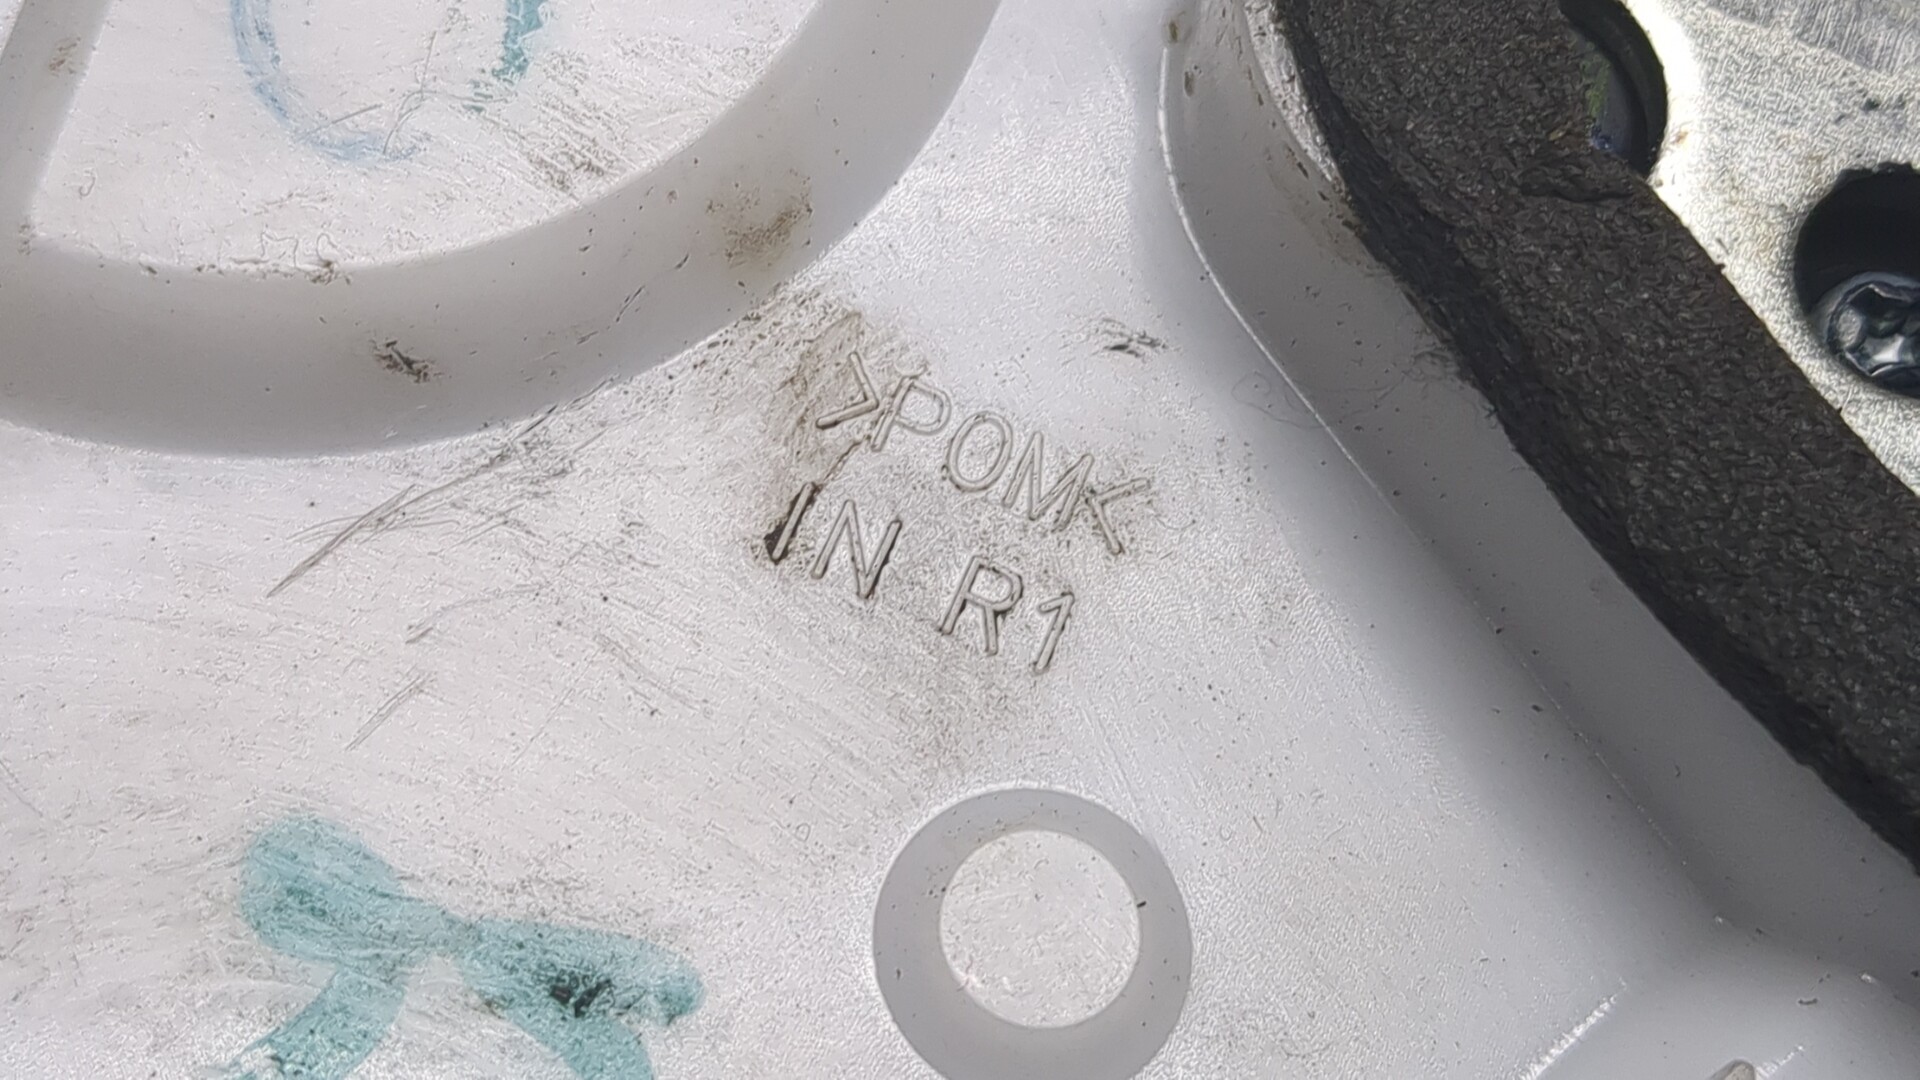 >POM<
IN R1